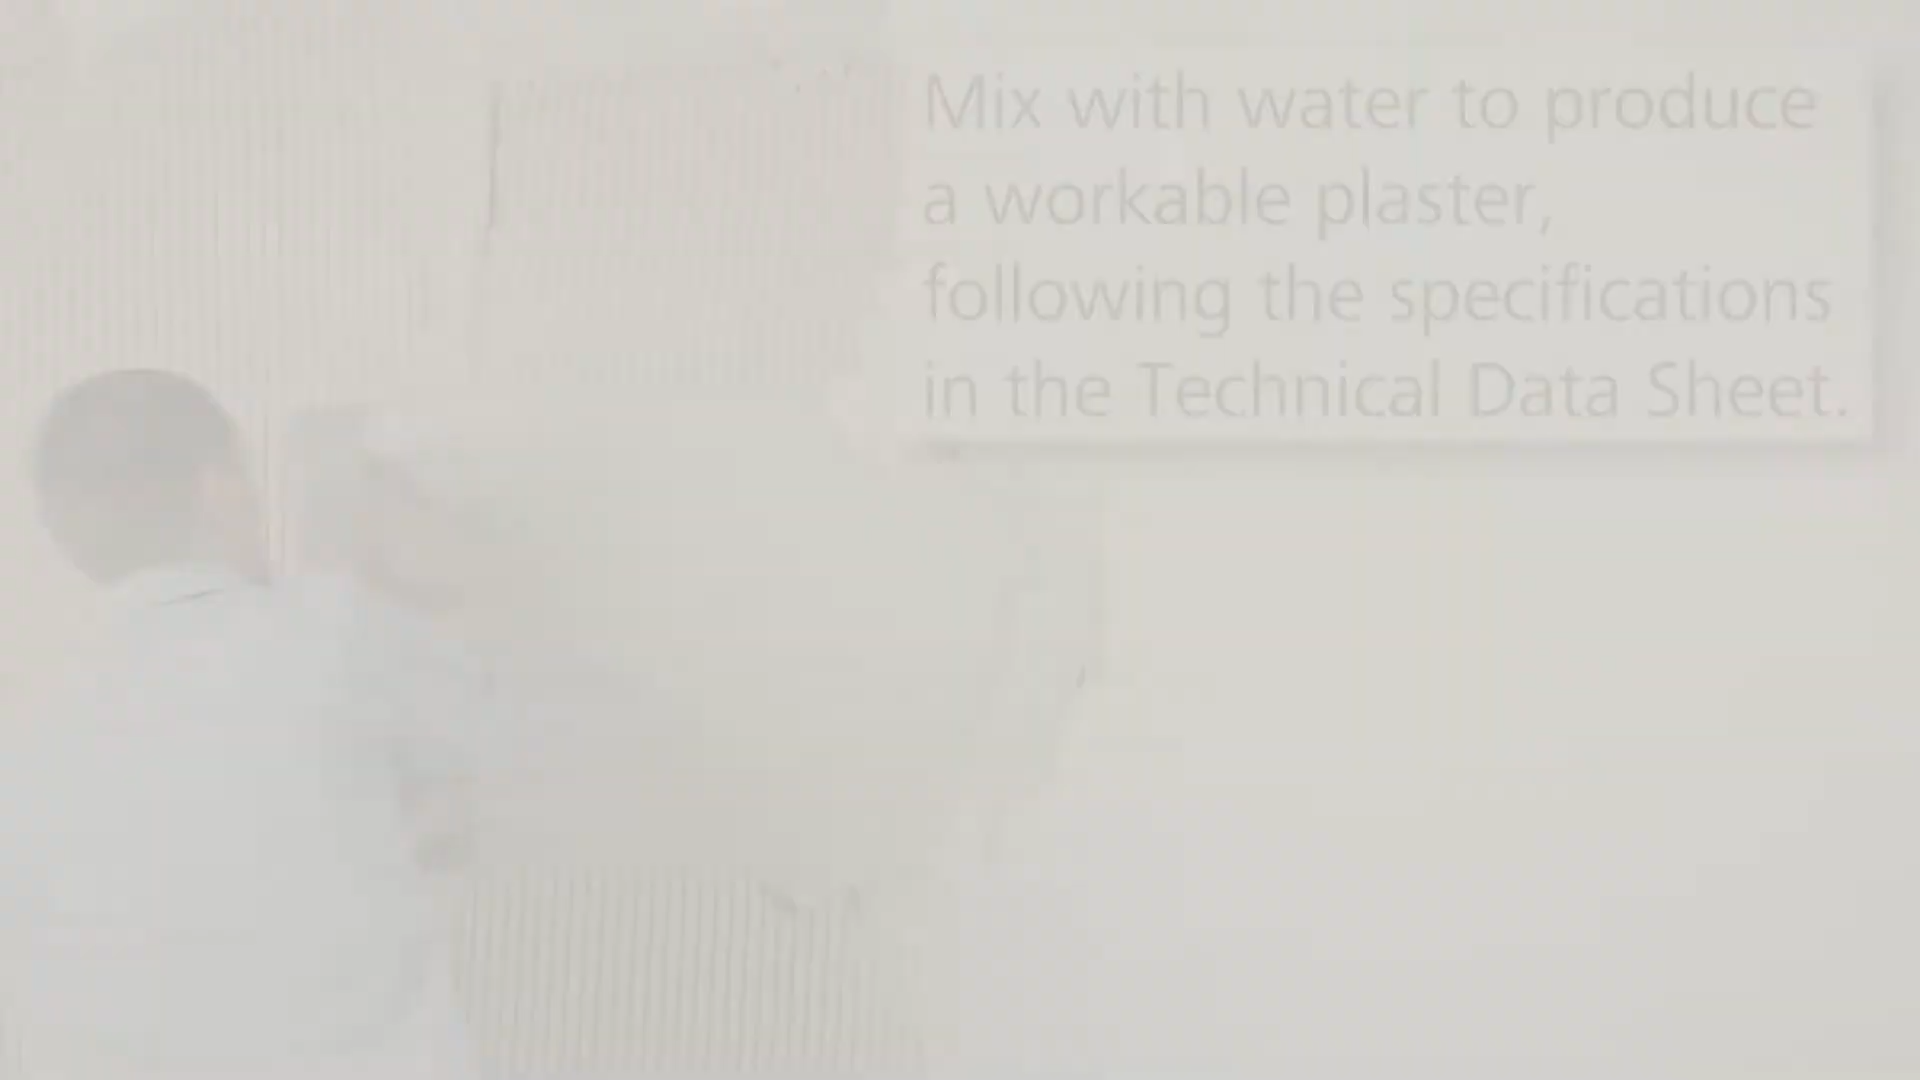 Mix with water to produce
a workable plaster,
following the specifications
in the Technical Data Sheet.